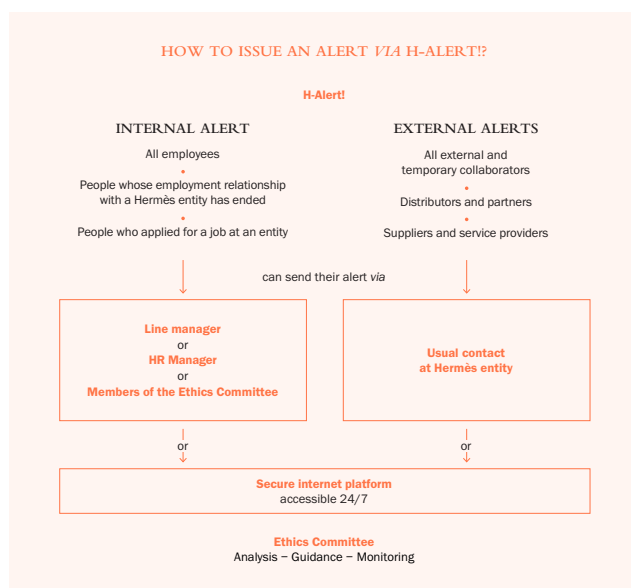 HOW TO ISSUE AN ALERT VIA H-ALERT!?
H-Alert!
INTERNAL ALERT
All employees
•
People whose employment relationship
with a Hermès entity has ended
•
People who applied for a job at an entity
EXTERNAL ALERTS
All external and
temporary collaborators
•
Distributors and partners
•
Suppliers and service providers
can send their alert via
Line manager
or
HR Manager
or
Members of the Ethics Committee
Usual contact
at Hermès entity
or
or
Secure internet platform
accessible 24/7
Ethics Committee
Analysis – Guidance – Monitoring